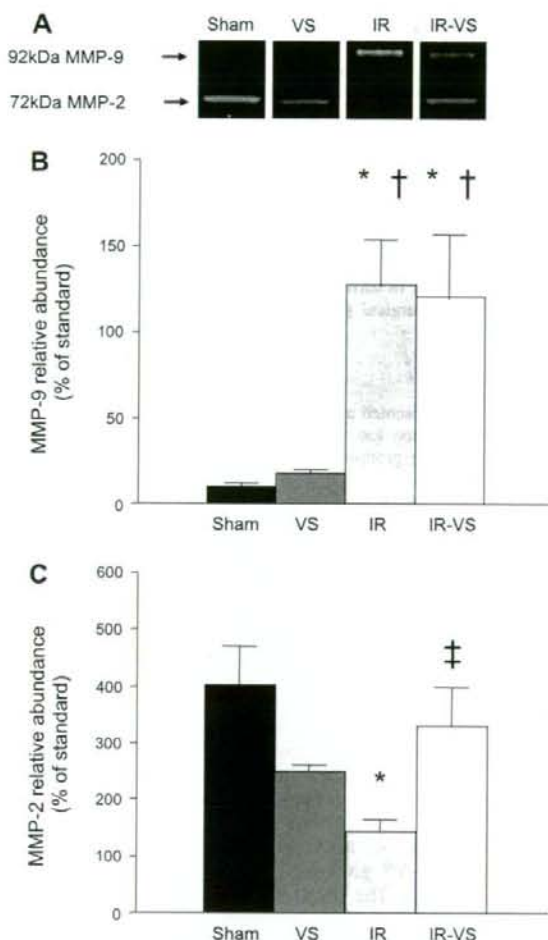 A
Sham VS IR IR-VS
92kDa MMP-9
72kDa MMP-2
B
MMP-9 relative abundance
(% of standard)
200
150
100
50
0
* † * †
Sham VS IR IR-VS
C
MMP-2 relative abundance
(% of standard)
600
500
400
300
200
100
0
‡
*
Sham VS IR IR-VS